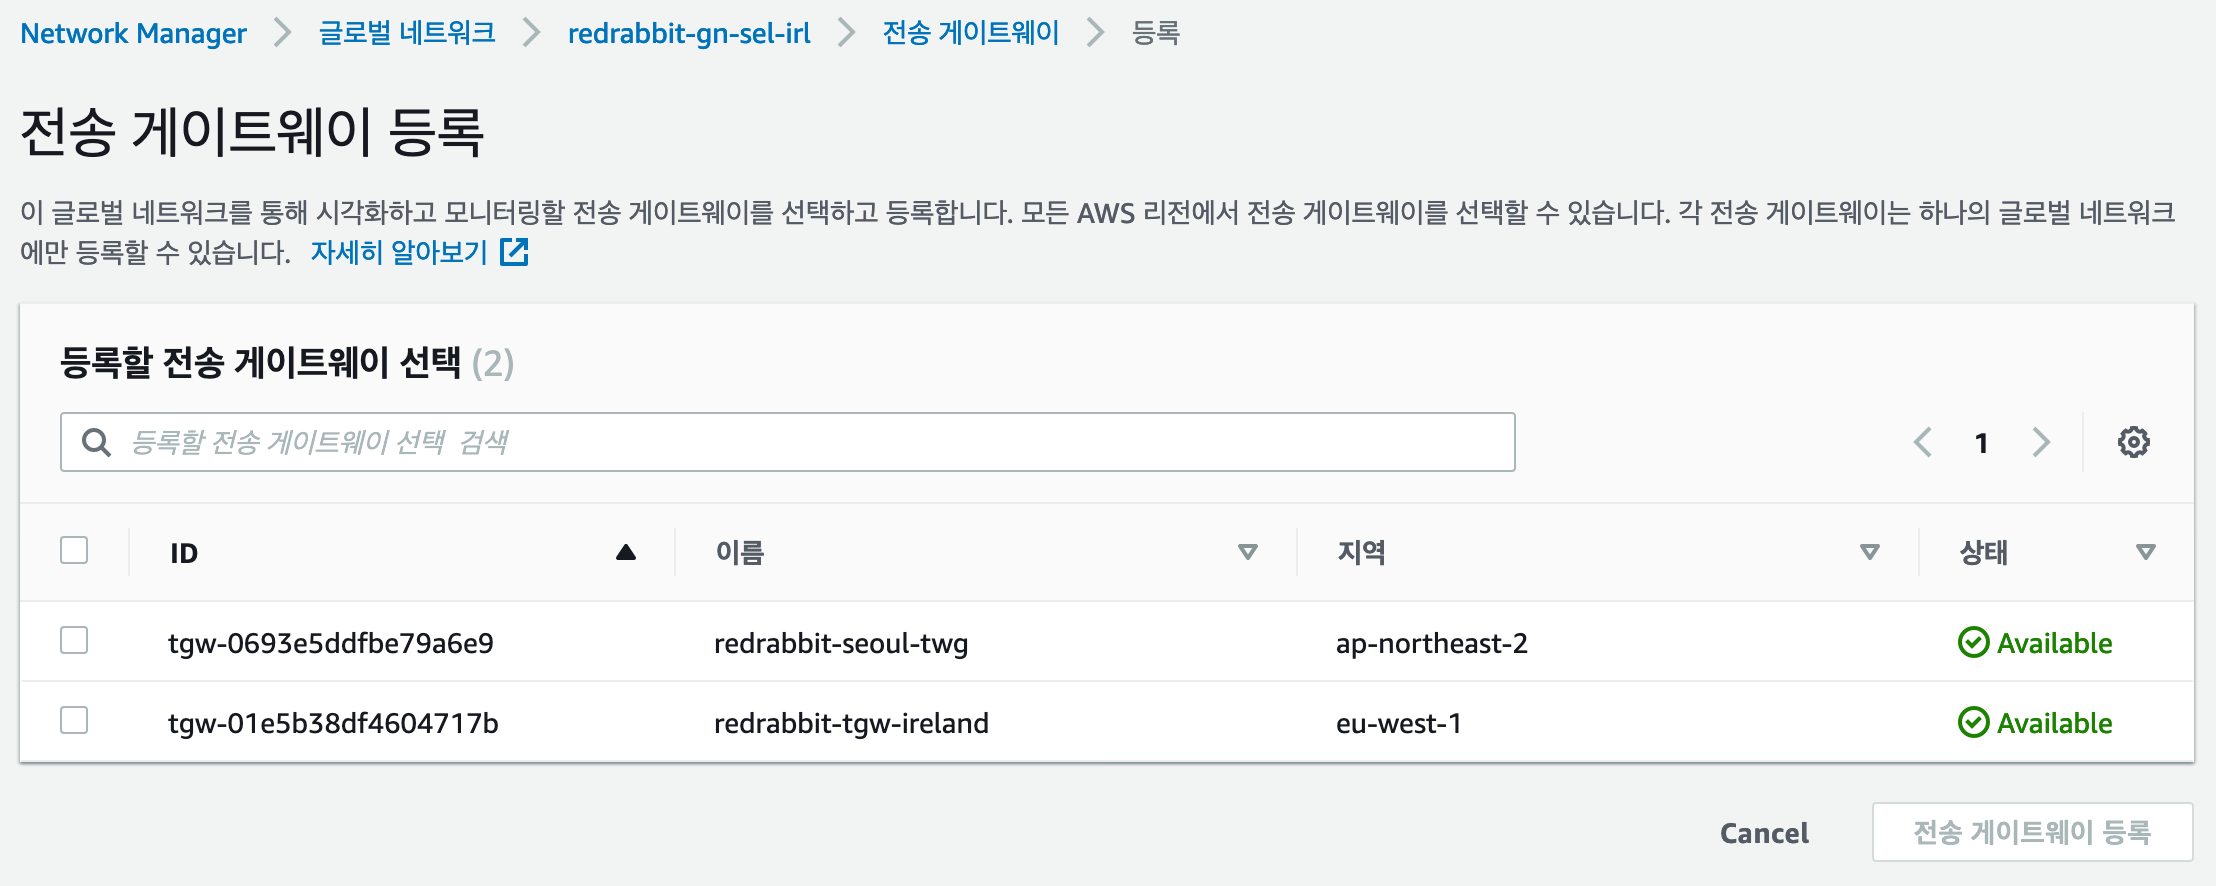 Network Manager 글로벌 네트워크 redrabbit-gn-sel-irl 전송 게이트웨이 등록
전송 게이트웨이 등록
이 글로벌 네트워크를 통해 시각화하고 모니터링할 전송 게이트웨이를 선택하고 등록합니다. 모든 AWS 리전에서 전송 게이트웨이를 선택할 수 있습니다. 각 전송 게이트웨이는 하나의 글로벌 네트워크
에만 등록할 수 있습니다. 자세히 알아보기
등록할 전송 게이트웨이 선택 (2)
등록할 전송 게이트웨이 선택 검색 1
ID 이름 지역 상태
tgw-0693e5ddfbe79a6e9 redrabbit-seoul-twg ap-northeast-2 Available
tgw-01e5b38df4604717b redrabbit-tgw-ireland eu-west-1 Available
Cancel 전송 게이트웨이 등록